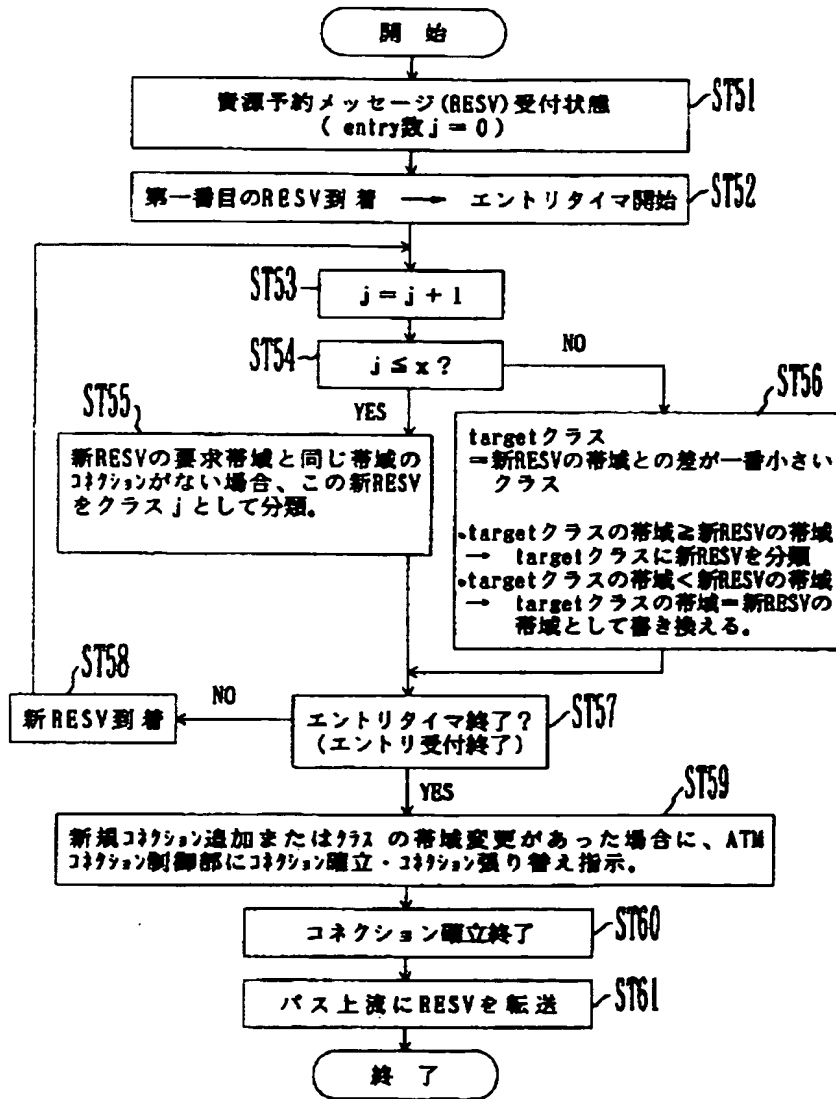 開 始
資源予約メッセージ(RESV)受付状態
( entry数 j = 0 )
ST51
第一番目のRESV到着 → エントリタイマ開始
ST52
ST53
j = j + 1
ST54
j ≦ x ?
NO
YES
ST55
新RESVの要求帯域と同じ帯域の
コネクションがない場合、この新RESV
をクラス j として分類。
ST56
targetクラス
=新RESVの帯域との差が一番小さい
クラス
•targetクラスの帯域≧新RESVの帯域
→ targetクラスに新RESVを分類
•targetクラスの帯域<新RESVの帯域
→ targetクラスの帯域=新RESVの
帯域として書き換える。
ST58
新RESV到着
NO
エントリタイマ終了?
(エントリ受付終了)
ST57
YES
ST59
新規コネクション追加またはクラス の帯域変更があった場合に、ATM
コネクション制御部にコネクション確立・コネクション張り替え指示。
コネクション確立終了
ST60
パス上流にRESVを転送
ST61
終 了